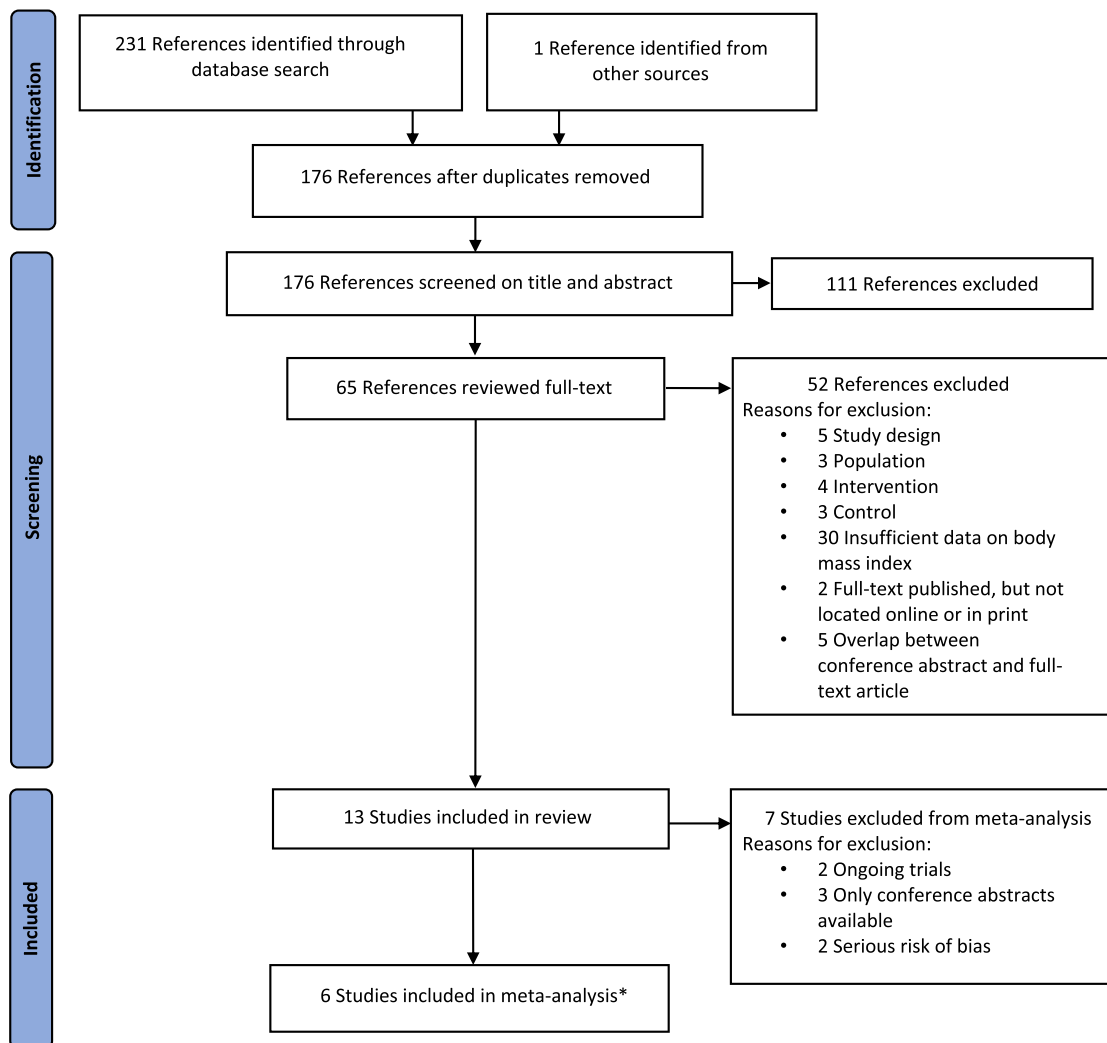 Identification
231 References identified through
database search
1 Reference identified from
other sources
176 References after duplicates removed
Screening
176 References screened on title and abstract
111 References excluded
65 References reviewed full-text
52 References excluded
Reasons for exclusion:
• 5 Study design
• 3 Population
• 4 Intervention
• 3 Control
• 30 Insufficient data on body
mass index
• 2 Full-text published, but not
located online or in print
• 5 Overlap between
conference abstract and full-
text article
Included
13 Studies included in review
7 Studies excluded from meta-analysis
Reasons for exclusion:
• 2 Ongoing trials
• 3 Only conference abstracts
available
• 2 Serious risk of bias
6 Studies included in meta-analysis*